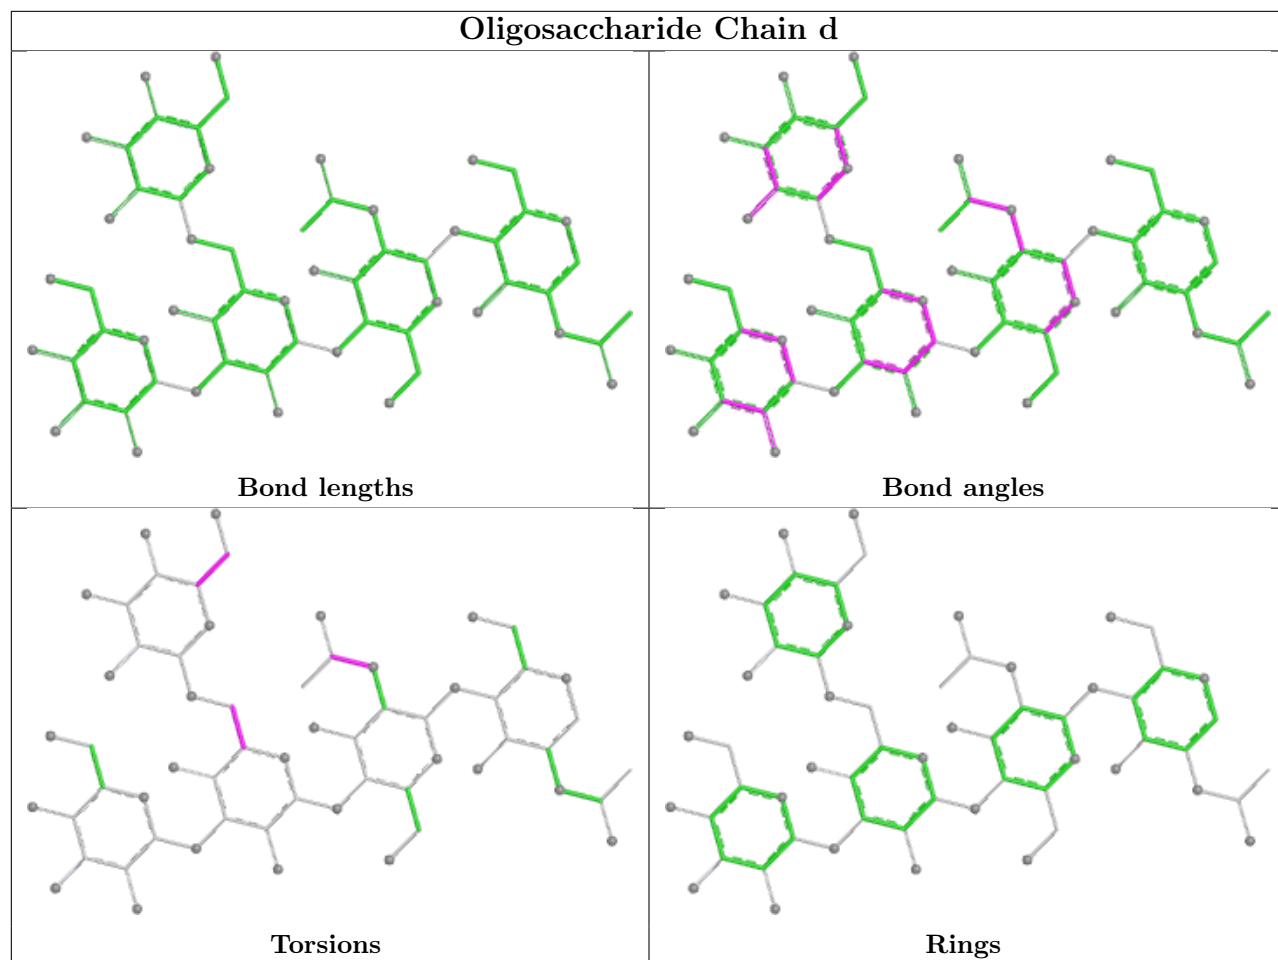 Oligosaccharide Chain d
Bond lengths
Bond angles
Torsions
Rings